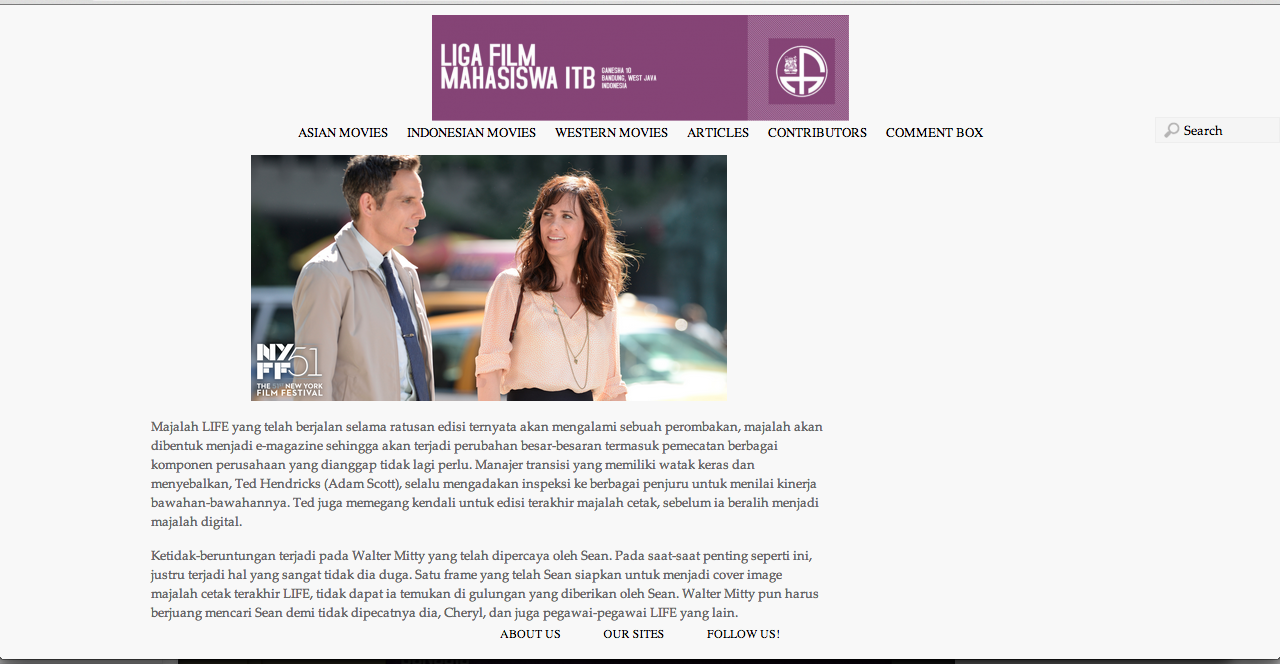 LIGA FILM
MAHASISWA ITB
GANESHA 10
BANDUNG, WEST JAVA
INDONESIA
ASIAN MOVIES INDONESIAN MOVIES WESTERN MOVIES ARTICLES CONTRIBUTORS COMMENT BOX
Search
NY
FF51
THE 51ST NEW YORK
FILM FESTIVAL
Majalah LIFE yang telah berjalan selama ratusan edisi ternyata akan mengalami sebuah perombakan, majalah akan
dibentuk menjadi e-magazine sehingga akan terjadi perubahan besar-besaran termasuk pemecatan berbagai
komponen perusahaan yang dianggap tidak lagi perlu. Manajer transisi yang memiliki watak keras dan
menyebalkan, Ted Hendricks (Adam Scott), selalu mengadakan inspeksi ke berbagai penjuru untuk menilai kinerja
bawahan-bawahannya. Ted juga memegang kendali untuk edisi terakhir majalah cetak, sebelum ia beralih menjadi
majalah digital.
Ketidak-beruntungan terjadi pada Walter Mitty yang telah dipercaya oleh Sean. Pada saat-saat penting seperti ini,
justru terjadi hal yang sangat tidak dia duga. Satu frame yang telah Sean siapkan untuk menjadi cover image
majalah cetak terakhir LIFE, tidak dapat ia temukan di gulungan yang diberikan oleh Sean. Walter Mitty pun harus
berjuang mencari Sean demi tidak dipecatnya dia, Cheryl, dan juga pegawai-pegawai LIFE yang lain.
ABOUT US OUR SITES FOLLOW US!